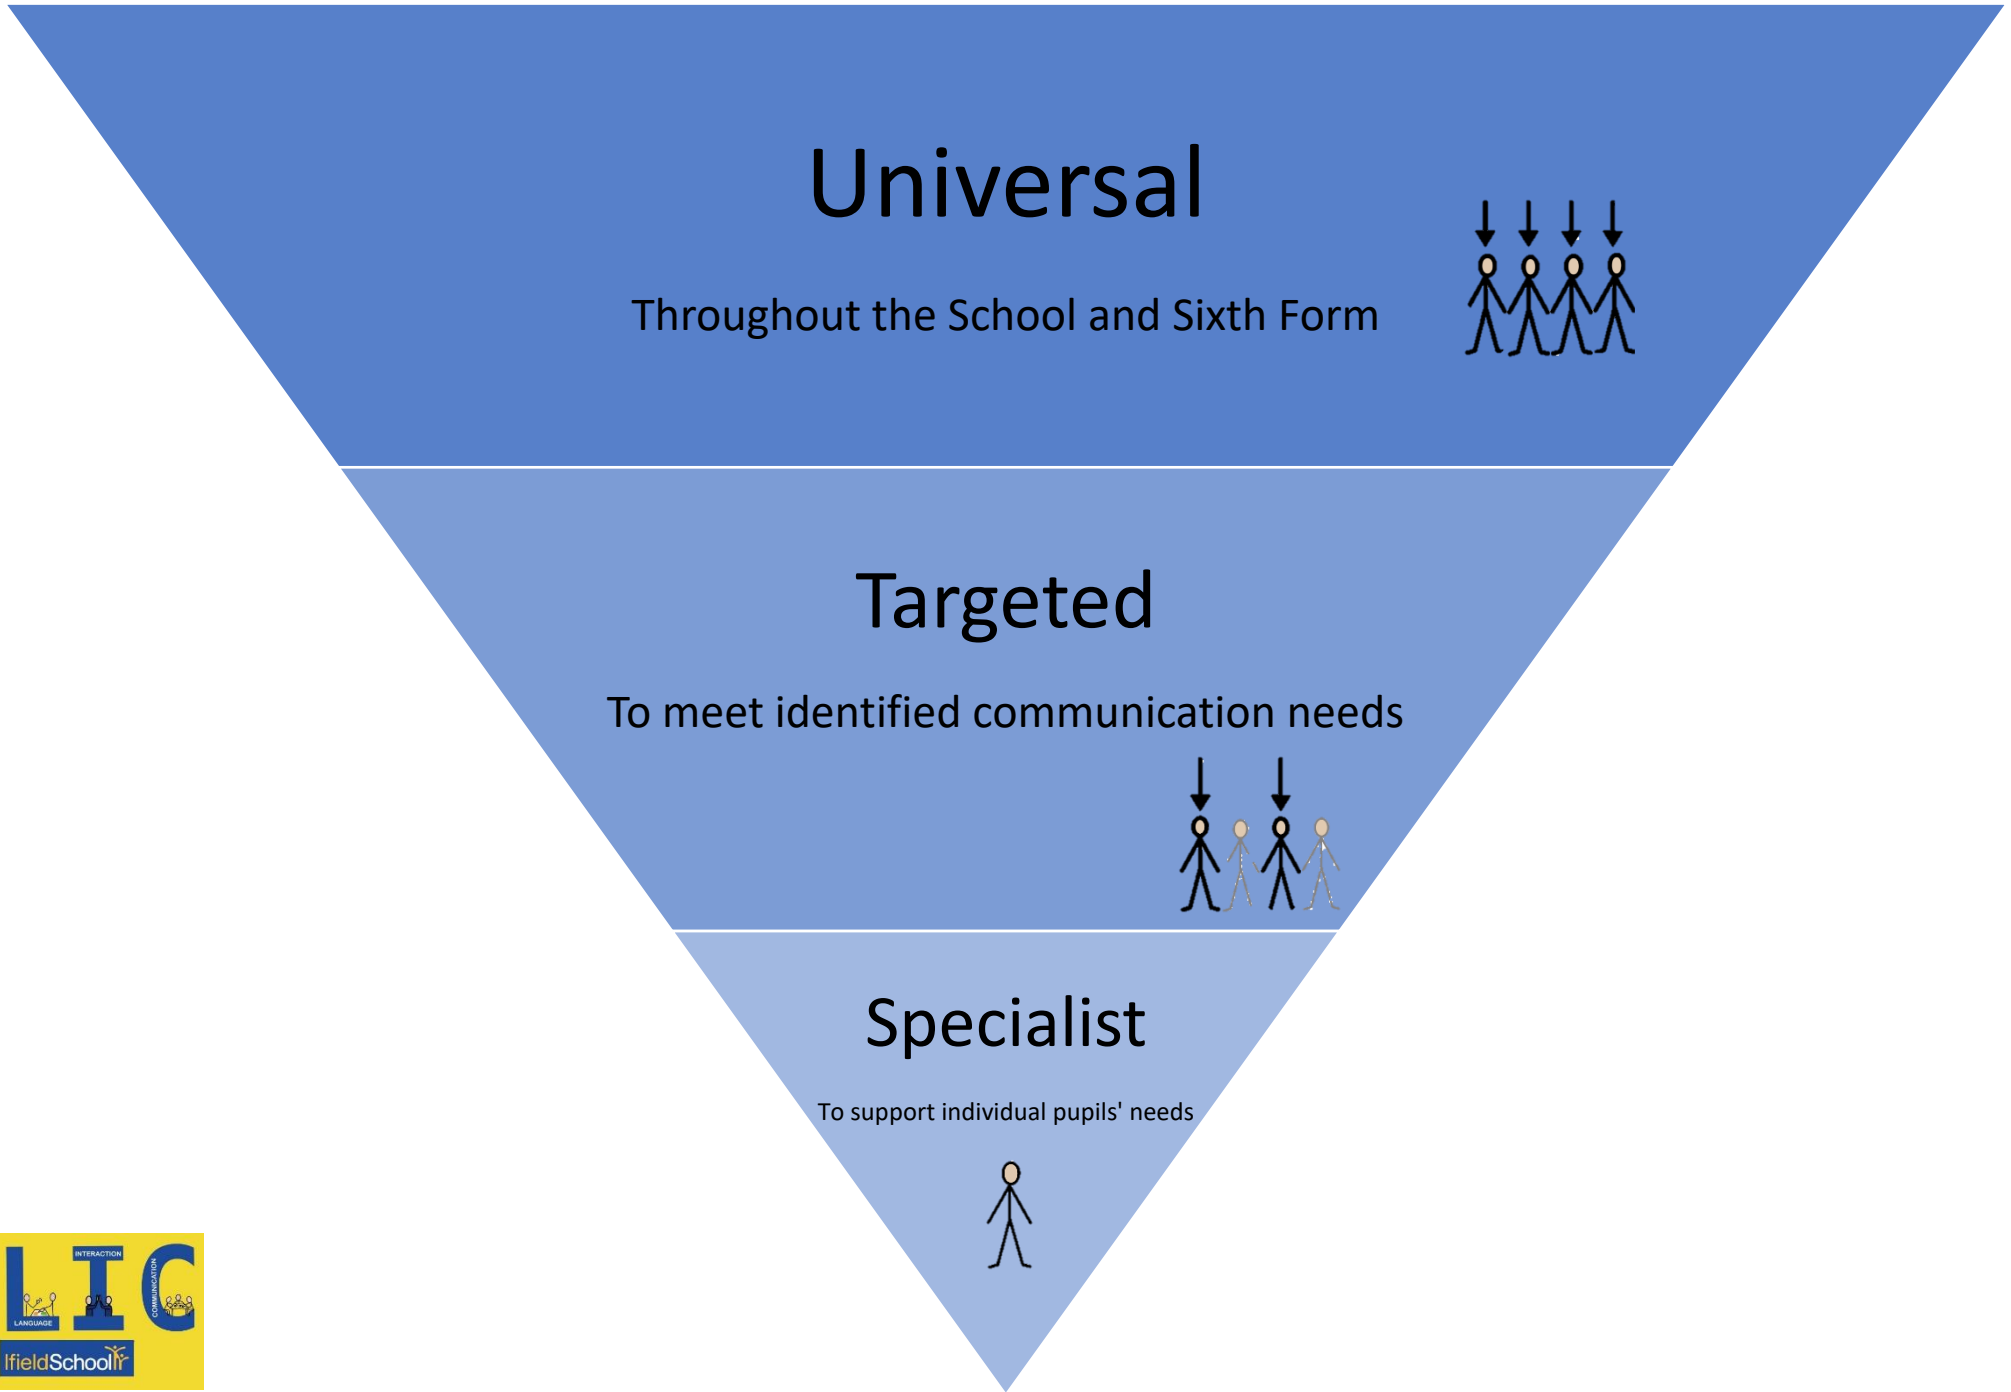 Universal
Throughout the School and Sixth Form
Targeted
To meet identified communication needs
Specialist
To support individual pupils' needs
LIC
INTERACTION
COMMUNICATION
LANGUAGE
IfieldSchool